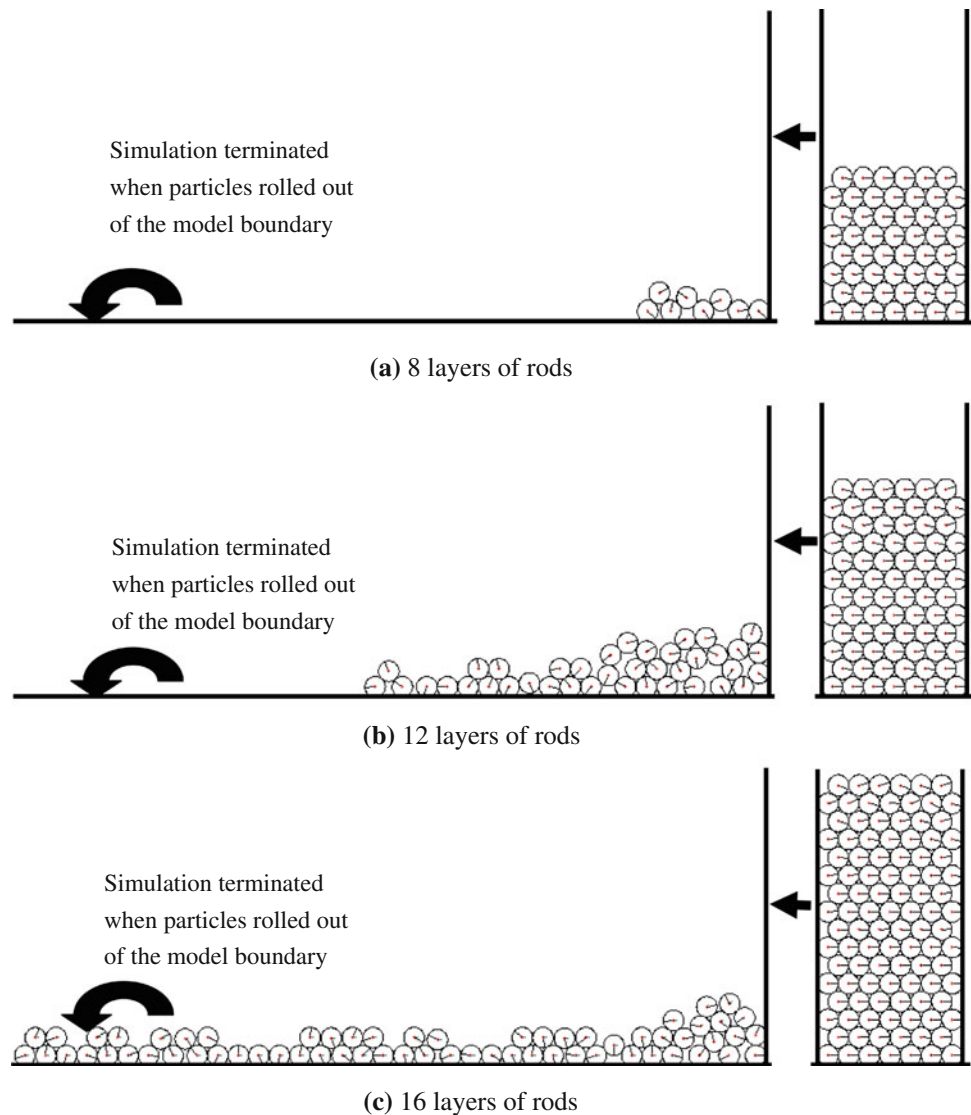 Simulation terminated
when particles rolled out
of the model boundary
(a) 8 layers of rods
Simulation terminated
when particles rolled out
of the model boundary
(b) 12 layers of rods
Simulation terminated
when particles rolled out
of the model boundary
(c) 16 layers of rods